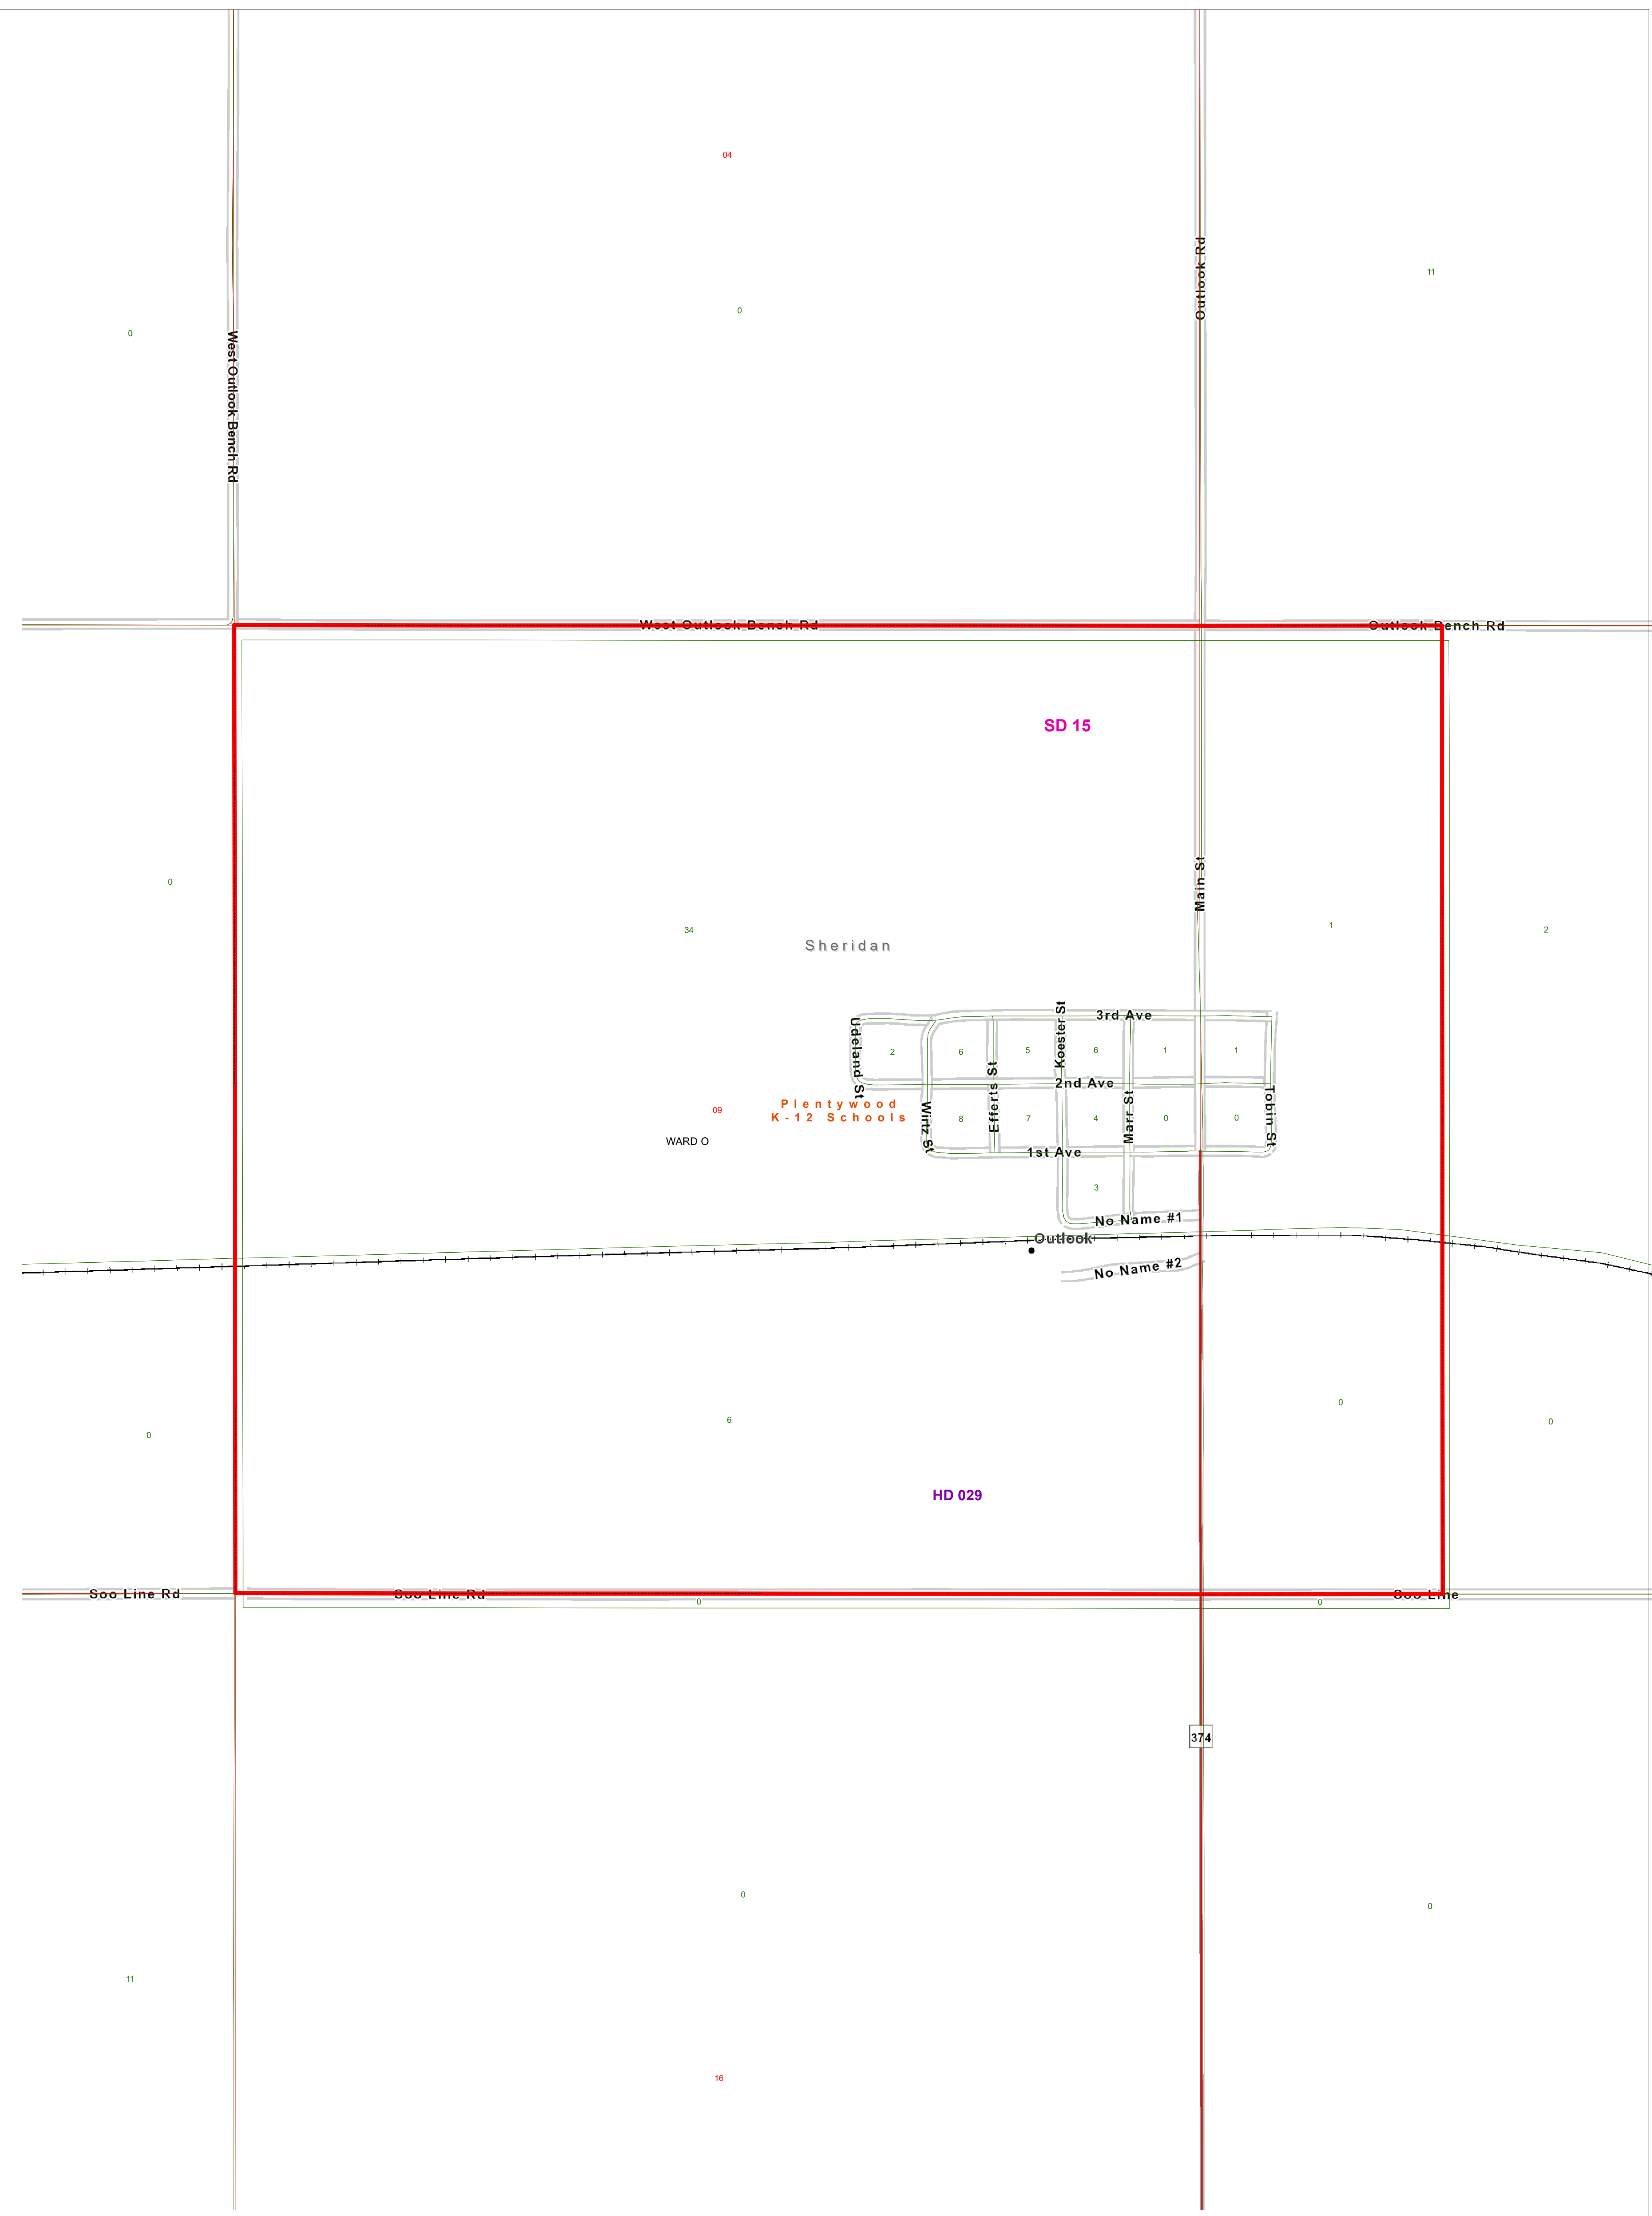 04
Outlook Rd
11
0
0
West Outlook Bench Rd
West Outlook Bench Rd
Outlook Bench Rd
SD 15
Main St
0
34
Sheridan
1
2
3rd Ave
Koester St
Udeland St
2
6
5
6
1
1
2nd Ave
Efferts St
Plentywood
K-12 Schools
09
WARD O
Wirtz St
8
7
4
Marr St
0
0
Tobin St
1st Ave
3
No Name #1
Outlook
No Name #2
0
6
0
0
HD 029
Soo Line Rd
Soo Line Rd
Soo Line
0
0
374
0
0
11
16